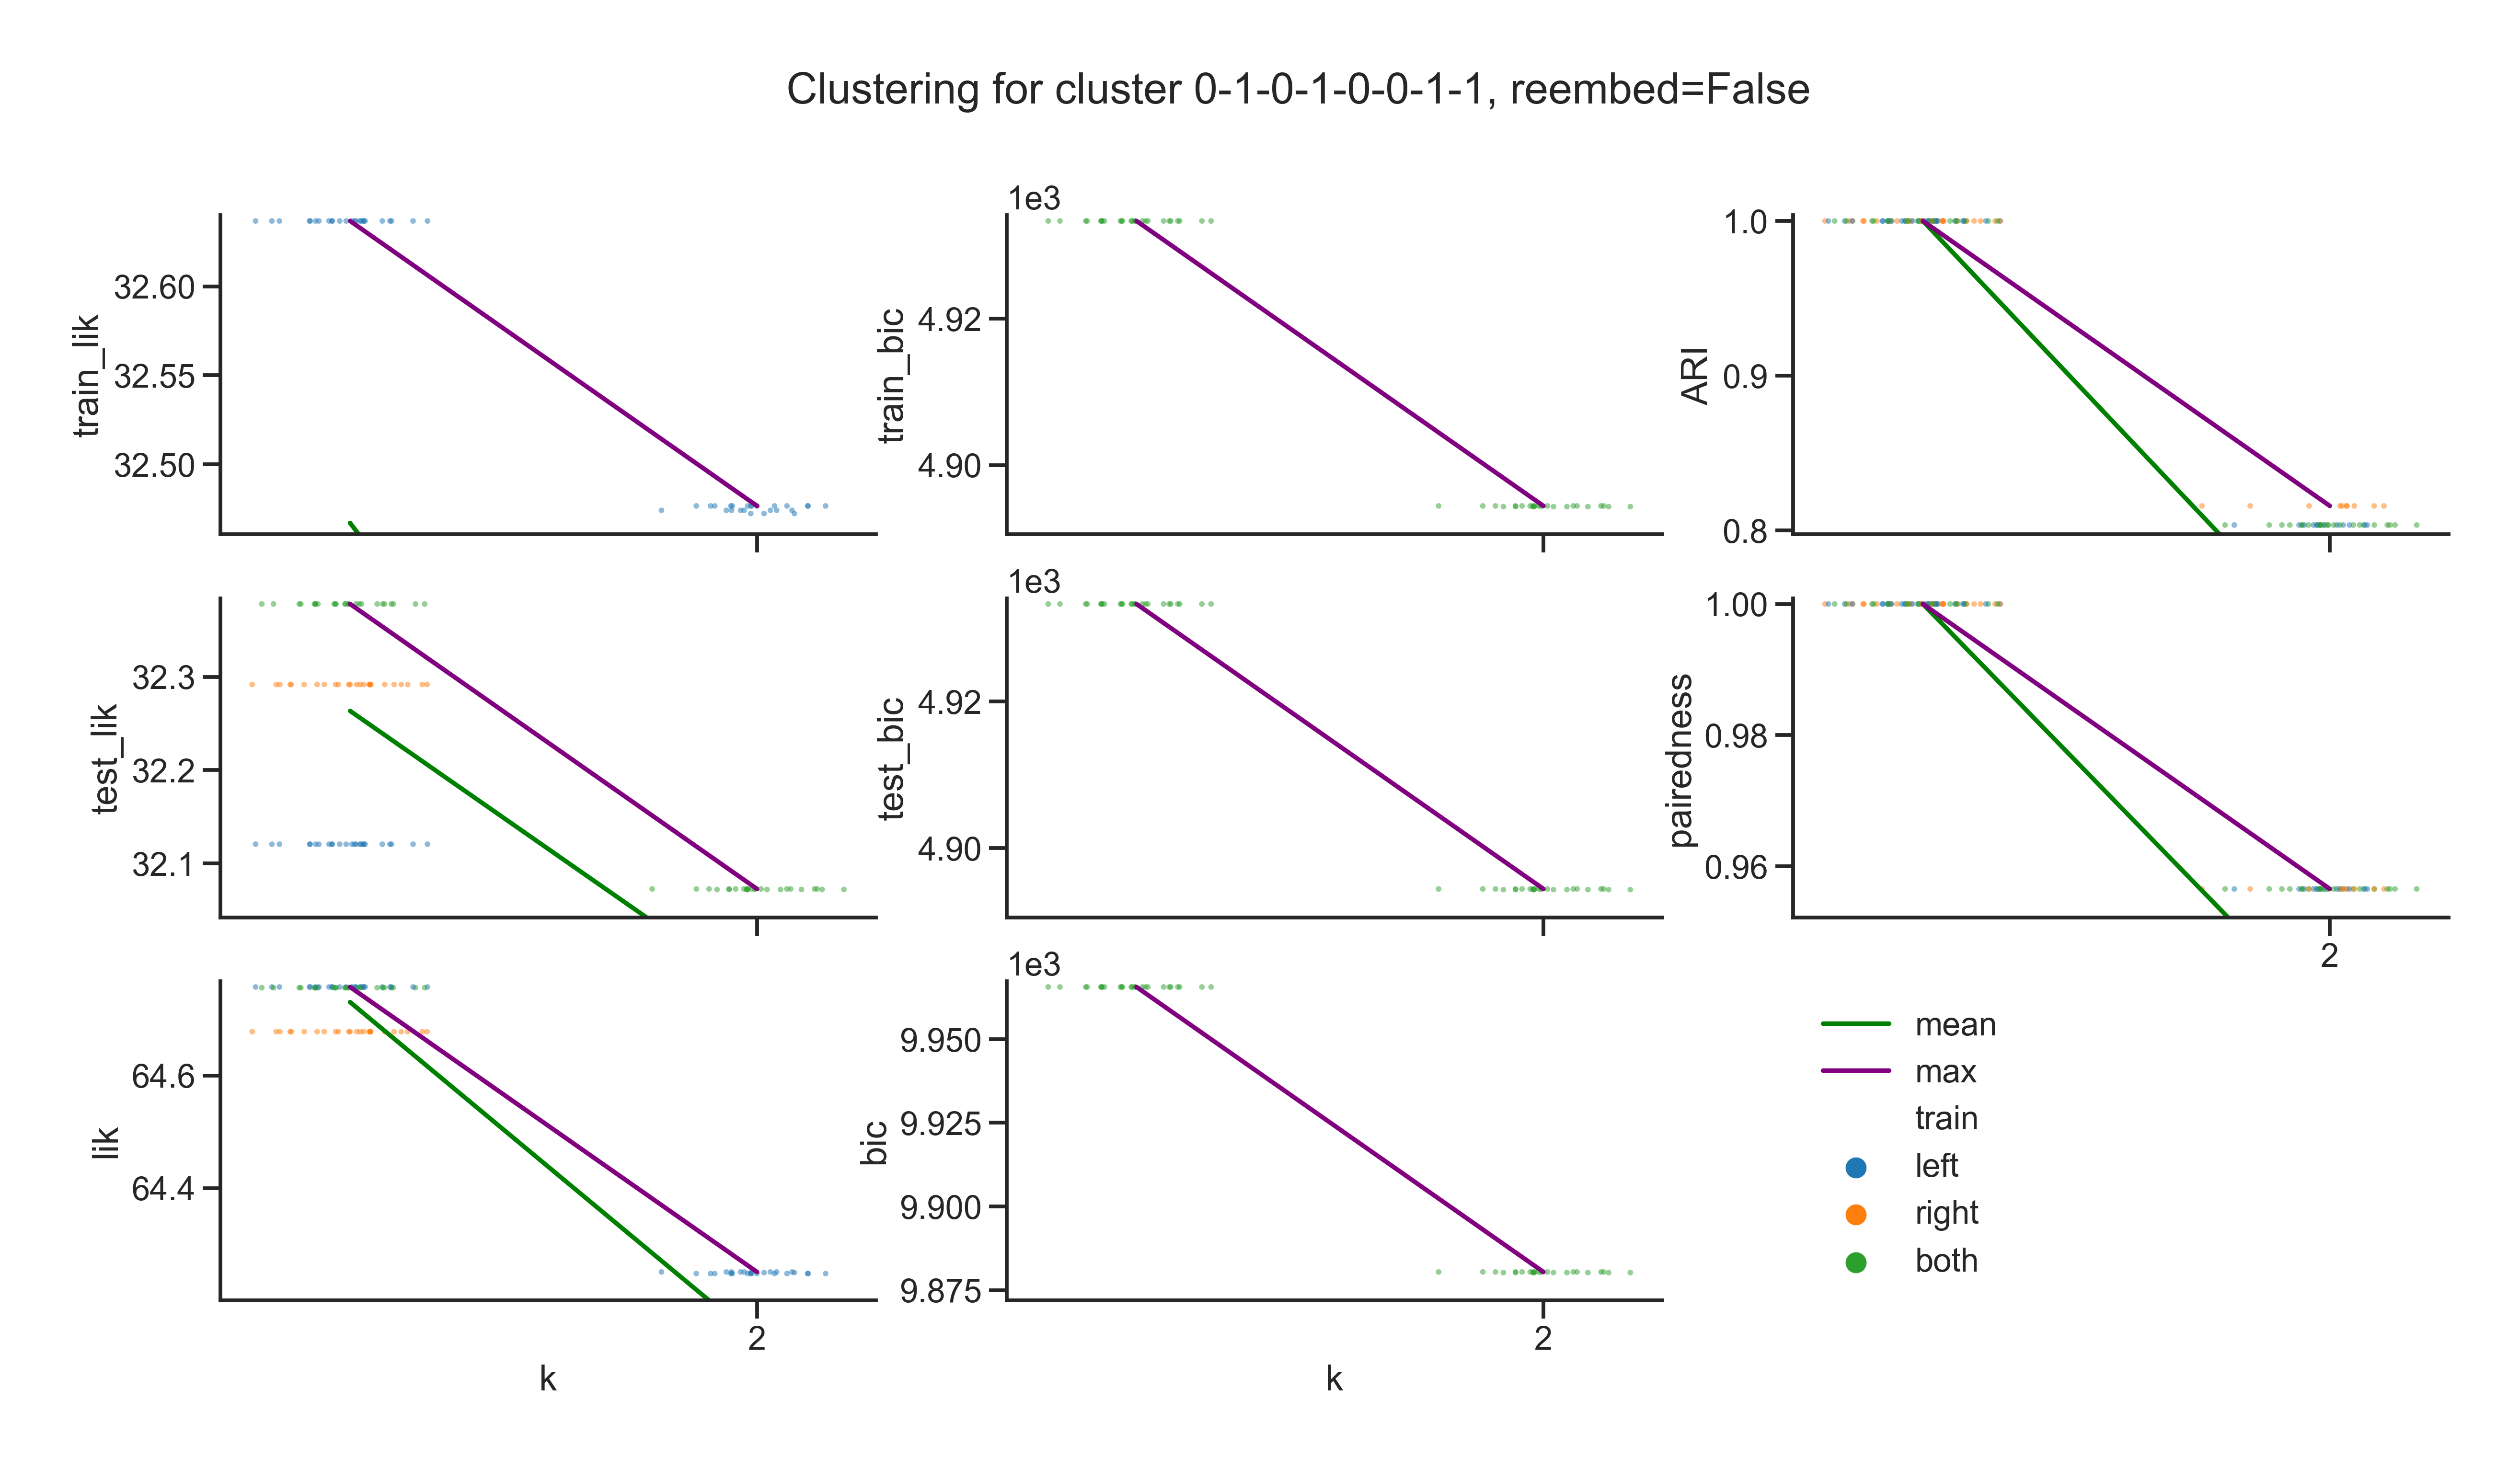 Clustering for cluster 0-1-0-1-0-0-1-1, reembed=False
train_lik
32.60
32.55
32.50
1e3
train_bic
4.92
4.90
ARI
1.0
0.9
0.8
test_lik
32.3
32.2
32.1
1e3
test_bic
4.92
4.90
pairedness
1.00
0.98
0.96
2
lik
64.6
64.4
2
k
1e3
bic
9.950
9.925
9.900
9.875
2
k
mean
max
train
left
right
both